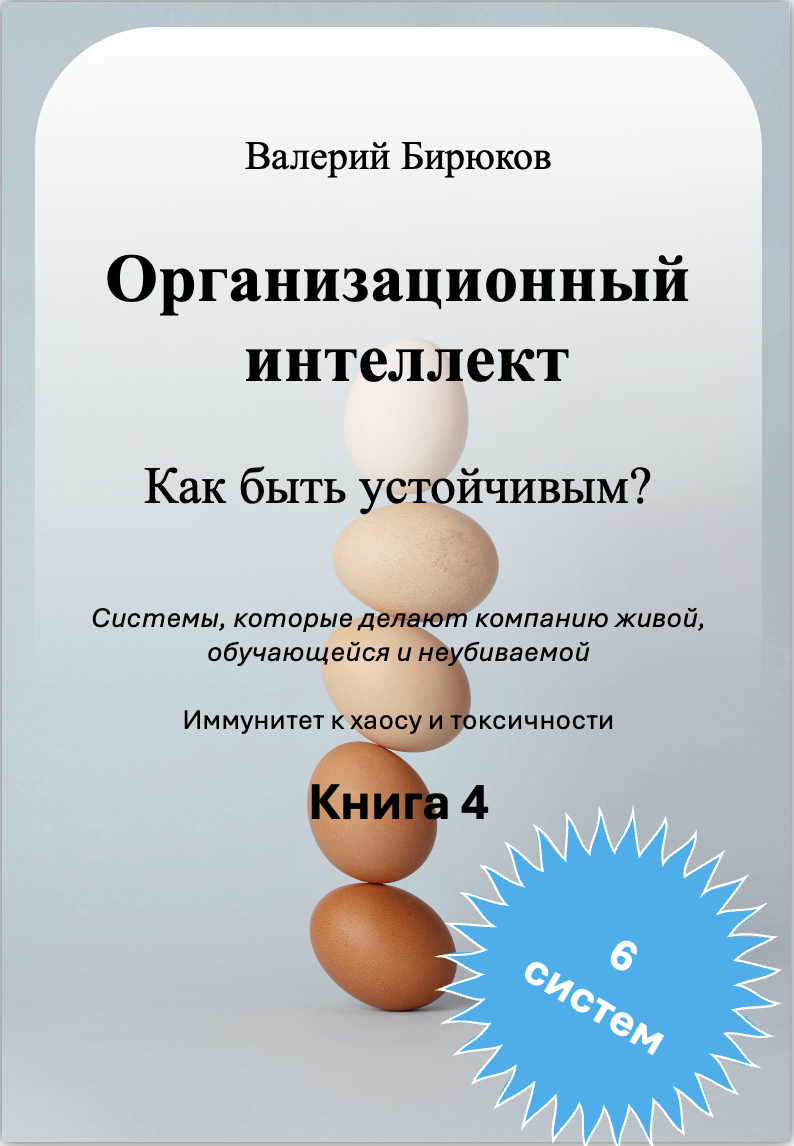 Валерий Бирюков
Организационный
интеллект
Как быть устойчивым?
Системы, которые делают компанию живой,
обучающейся и неубиваемой
Иммунитет к хаосу и токсичности
Книга 4
6
систем